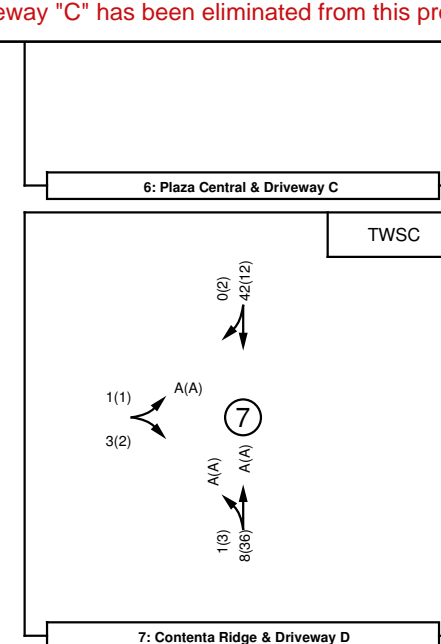 eway "C" has been eliminated from this pro
6: Plaza Central & Driveway C
TWSC
0(2)
42(12)
1(1)
A(A)
3(2)
7
A(A)
A(A)
1(3)
8(36)
7: Contenta Ridge & Driveway D